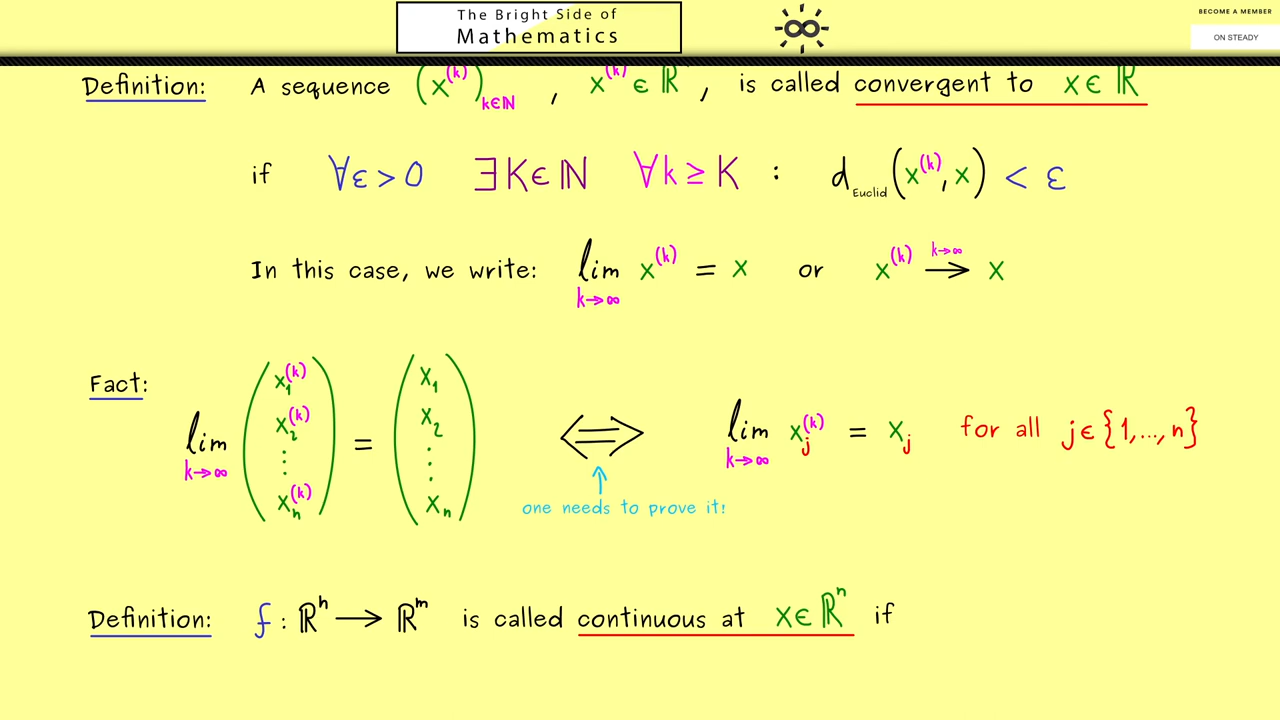 The Bright Side of
Mathematics
BECOME A MEMBER
ON STEADY
Definition: A sequence (x^(k))_{k∈ℕ} , x^(k) ∈ ℝ , is called convergent to x ∈ ℝ
if ∀ε > 0 ∃K∈ℕ ∀k ≥ K : d_Euclid(x^(k), x) < ε
In this case, we write: lim_{k→∞} x^(k) = x or x^(k) →^{k→∞} x
Fact: lim_{k→∞} (x_1^(k) x_2^(k) ⋮ x_n^(k)) = (x_1 x_2 ⋮ x_n) ⇔ lim_{k→∞} x_j^(k) = x_j for all j∈{1,...,n}
one needs to prove it!
Definition: f : ℝ^n → ℝ^m is called continuous at x∈ℝ^n if